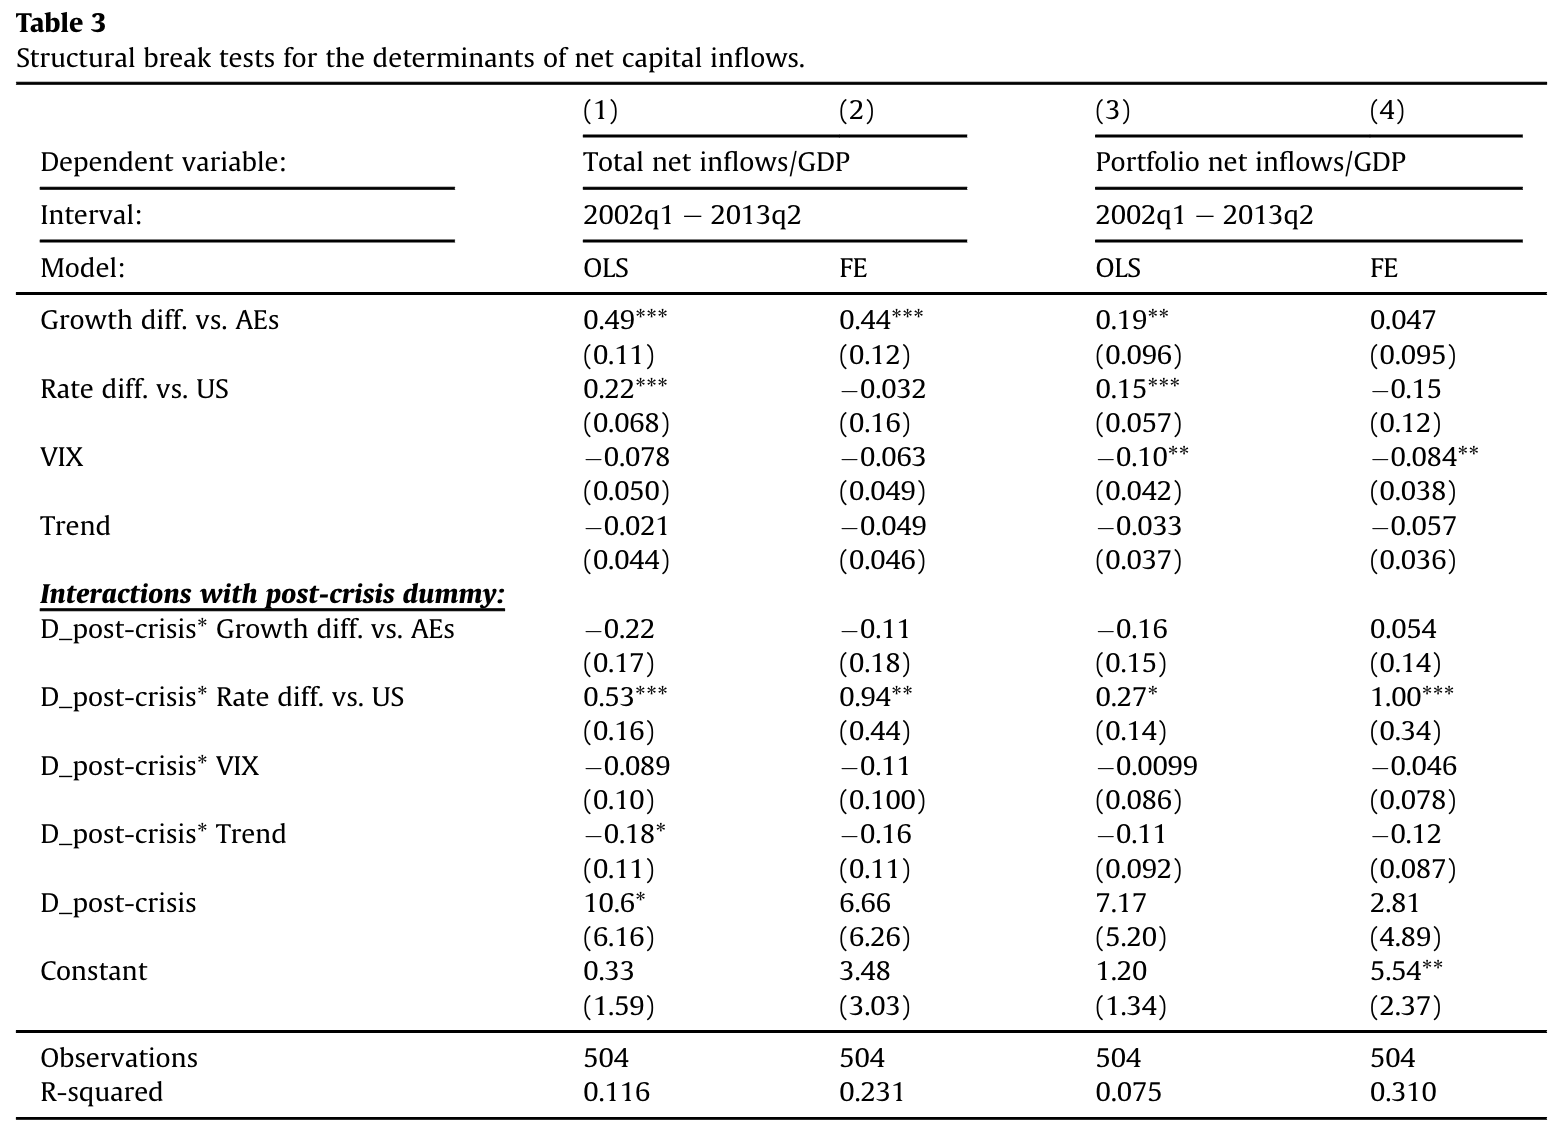 Table 3
Structural break tests for the determinants of net capital inflows.
(1) (2) (3) (4)
Dependent variable: Total net inflows/GDP Portfolio net inflows/GDP
Interval: 2002q1 – 2013q2 2002q1 – 2013q2
Model: OLS FE OLS FE
Growth diff. vs. AEs 0.49*** 0.44*** 0.19** 0.047
(0.11) (0.12) (0.096) (0.095)
Rate diff. vs. US 0.22*** −0.032 0.15*** −0.15
(0.068) (0.16) (0.057) (0.12)
VIX −0.078 −0.063 −0.10** −0.084**
(0.050) (0.049) (0.042) (0.038)
Trend −0.021 −0.049 −0.033 −0.057
(0.044) (0.046) (0.037) (0.036)
Interactions with post-crisis dummy:
D_post-crisis* Growth diff. vs. AEs −0.22 −0.11 −0.16 0.054
(0.17) (0.18) (0.15) (0.14)
D_post-crisis* Rate diff. vs. US 0.53*** 0.94** 0.27* 1.00***
(0.16) (0.44) (0.14) (0.34)
D_post-crisis* VIX −0.089 −0.11 −0.0099 −0.046
(0.10) (0.100) (0.086) (0.078)
D_post-crisis* Trend −0.18* −0.16 −0.11 −0.12
(0.11) (0.11) (0.092) (0.087)
D_post-crisis 10.6* 6.66 7.17 2.81
(6.16) (6.26) (5.20) (4.89)
Constant 0.33 3.48 1.20 5.54**
(1.59) (3.03) (1.34) (2.37)
Observations 504 504 504 504
R-squared 0.116 0.231 0.075 0.310